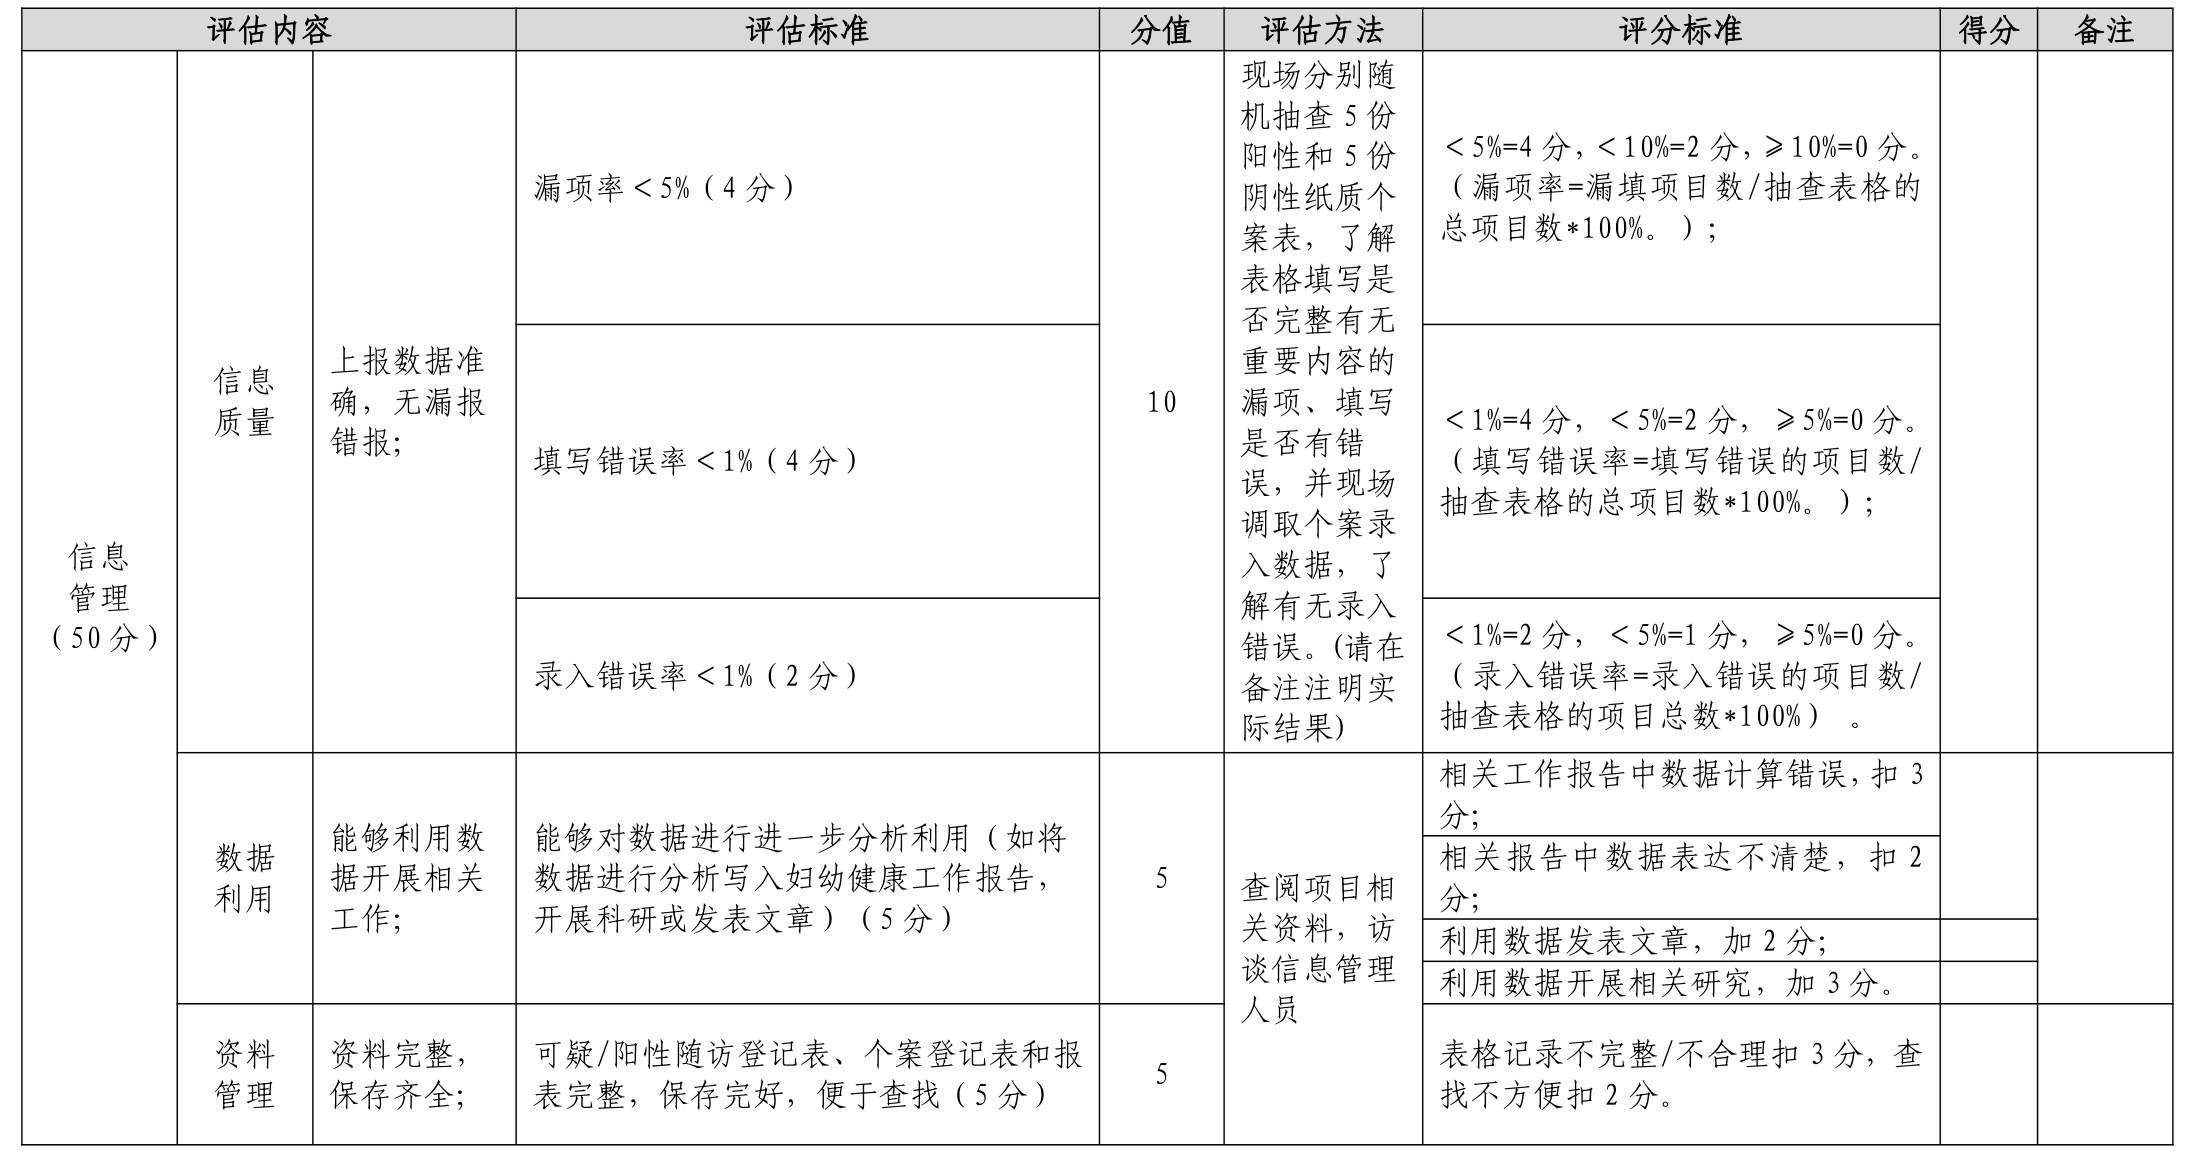 评估内容
评估标准
分值
评估方法
评分标准
得分
备注
信息
管理
（50 分）
信息
质量
上报数据准
确，无漏报
错报；
漏项率＜5%（4 分）
10
现场分别随
机抽查 5 份
阳性和 5 份
阴性纸质个
案表，了解
表格填写是
否完整有无
重要内容的
漏项、填写
是否有错
误，并现场
调取个案录
入数据，了
解有无录入
错误。(请在
备注注明实
际结果)
＜5%=4 分，＜10%=2 分，≥10%=0 分。
（漏项率=漏填项目数/抽查表格的
总项目数*100%。）；
填写错误率＜1%（4 分）
＜1%=4 分，＜5%=2 分，≥5%=0 分。
（填写错误率=填写错误的项目数/
抽查表格的总项目数*100%。）；
录入错误率＜1%（2 分）
＜1%=2 分，＜5%=1 分，≥5%=0 分。
（录入错误率=录入错误的项目数/
抽查表格的项目总数*100%） 。
数据
利用
能够利用数
据开展相关
工作；
能够对数据进行进一步分析利用（如将
数据进行分析写入妇幼健康工作报告，
开展科研或发表文章）（5 分）
5
查阅项目相
关资料，访
谈信息管理
人员
相关工作报告中数据计算错误，扣 3
分；
相关报告中数据表达不清楚，扣 2
分；
利用数据发表文章，加 2 分；
利用数据开展相关研究，加 3 分。
资料
管理
资料完整，
保存齐全；
可疑/阳性随访登记表、个案登记表和报
表完整，保存完好，便于查找（5 分）
5
表格记录不完整/不合理扣 3 分，查
找不方便扣 2 分。